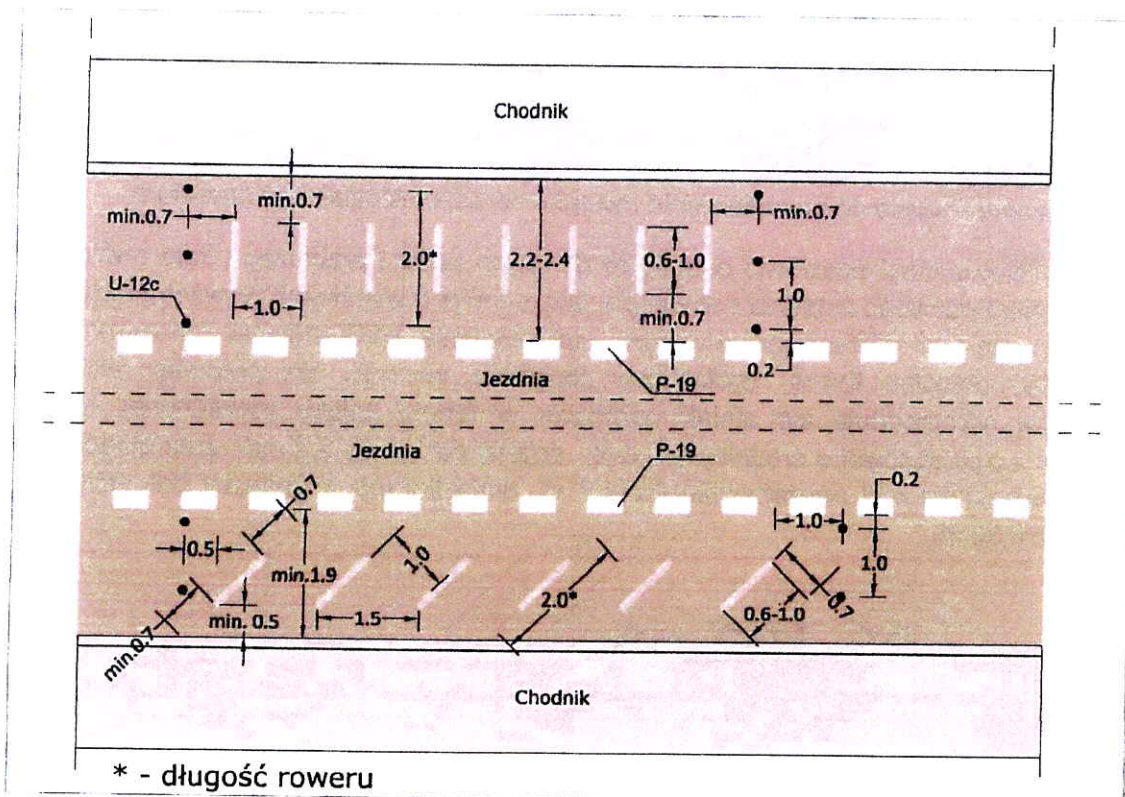 Chodnik
min.0.7
min.0.7
min.0.7
2.0*
2.2-2.4
0.6-1.0
U-12c
1.0
1.0
min.0.7
0.2
Jezdnia
P-19
Jezdnia
P-19
0.7
0.2
0.5
1.0
min.1.9
1.0
1.0
2.0*
0.7
min. 0.5
1.5
0.6-1.0
min.0.7
Chodnik
* - długość roweru